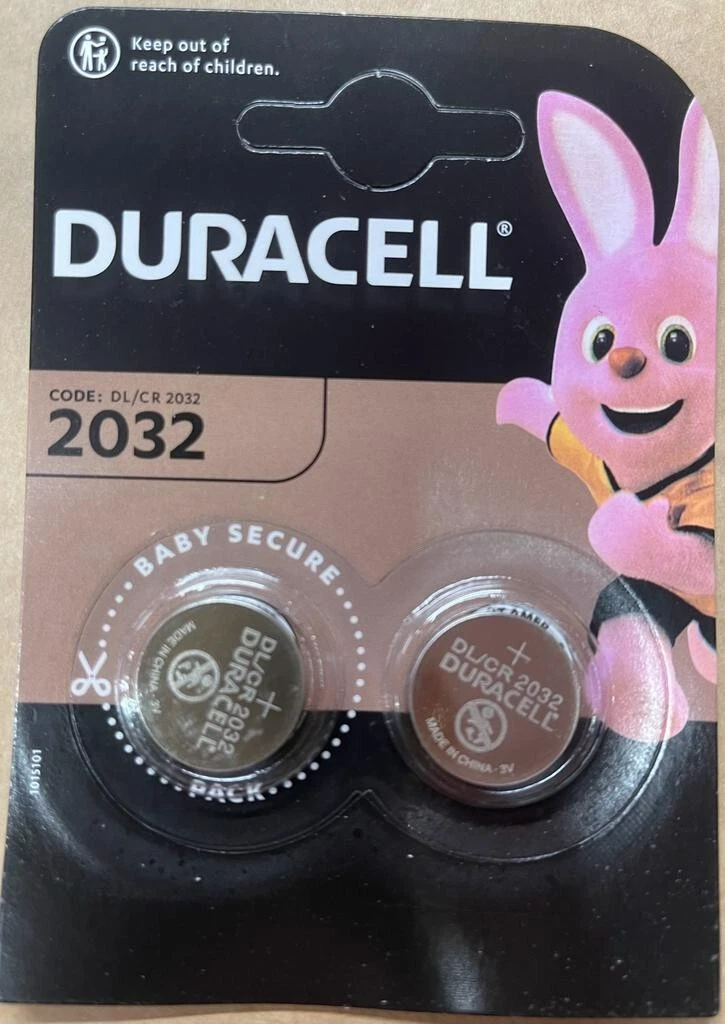 Keep out of
reach of children.
DURACELL®
CODE: DL/CR 2032
2032
BABY SECURE
PACK
MADE IN CHINA - 3V
+
DL/CR 2032
DURACELL
+
DL/CR 2032
DURACELL
MADE IN CHINA - 3V
1015101